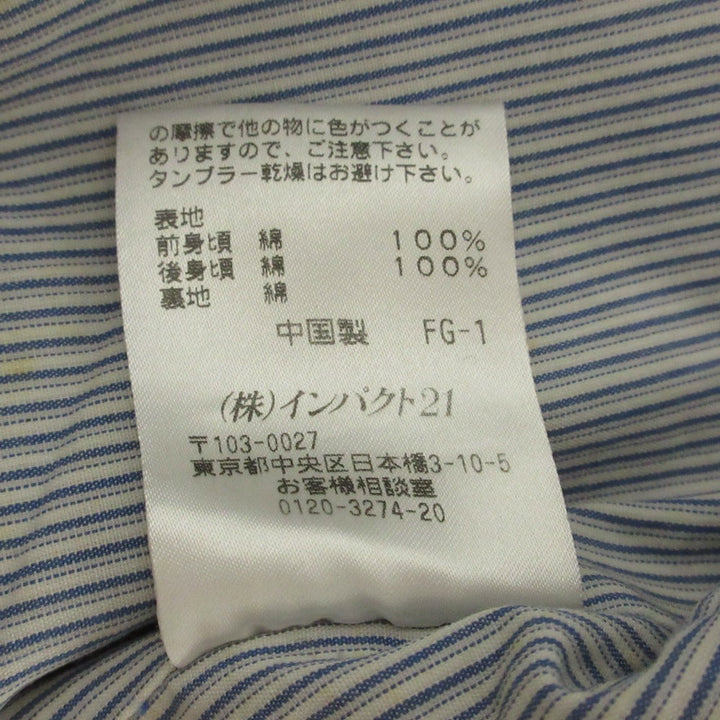 の摩擦で他の物に色がつくことが
ありますので、ご注意下さい。
タンブラー乾燥はお避け下さい。
表地
前身頃 綿 100%
後身頃 綿 100%
裏地 綿
中国製 FG-1
(株)インパクト21
〒103-0027
東京都中央区日本橋3-10-5
お客様相談室
0120-3274-20